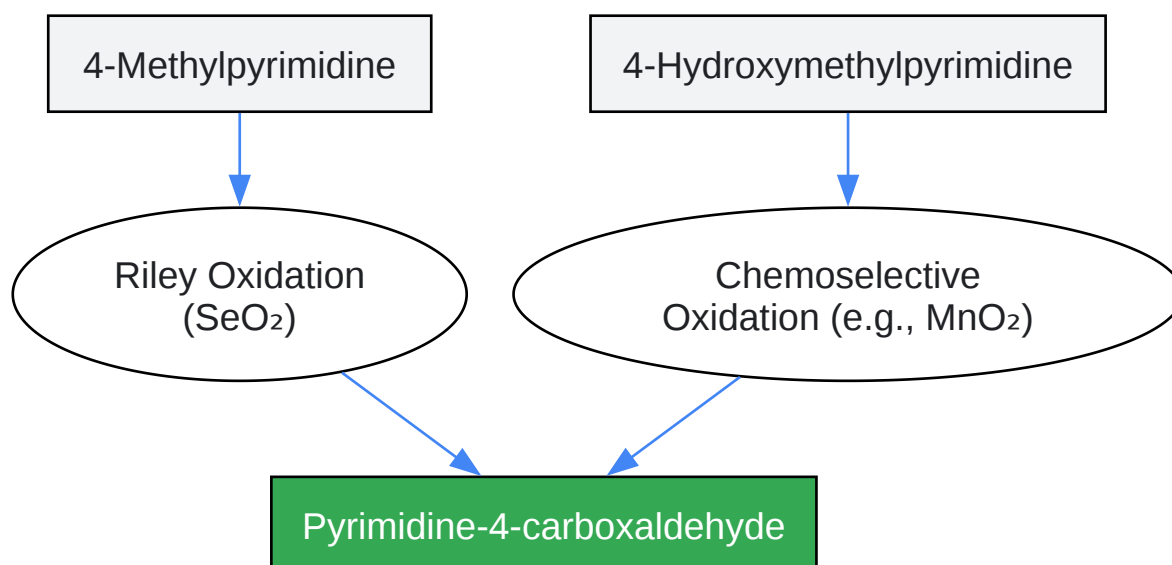 4-Methylpyrimidine
4-Hydroxymethylpyrimidine
Riley Oxidation
(SeO₂)
Chemoselective
Oxidation (e.g., MnO₂)
Pyrimidine-4-carboxaldehyde